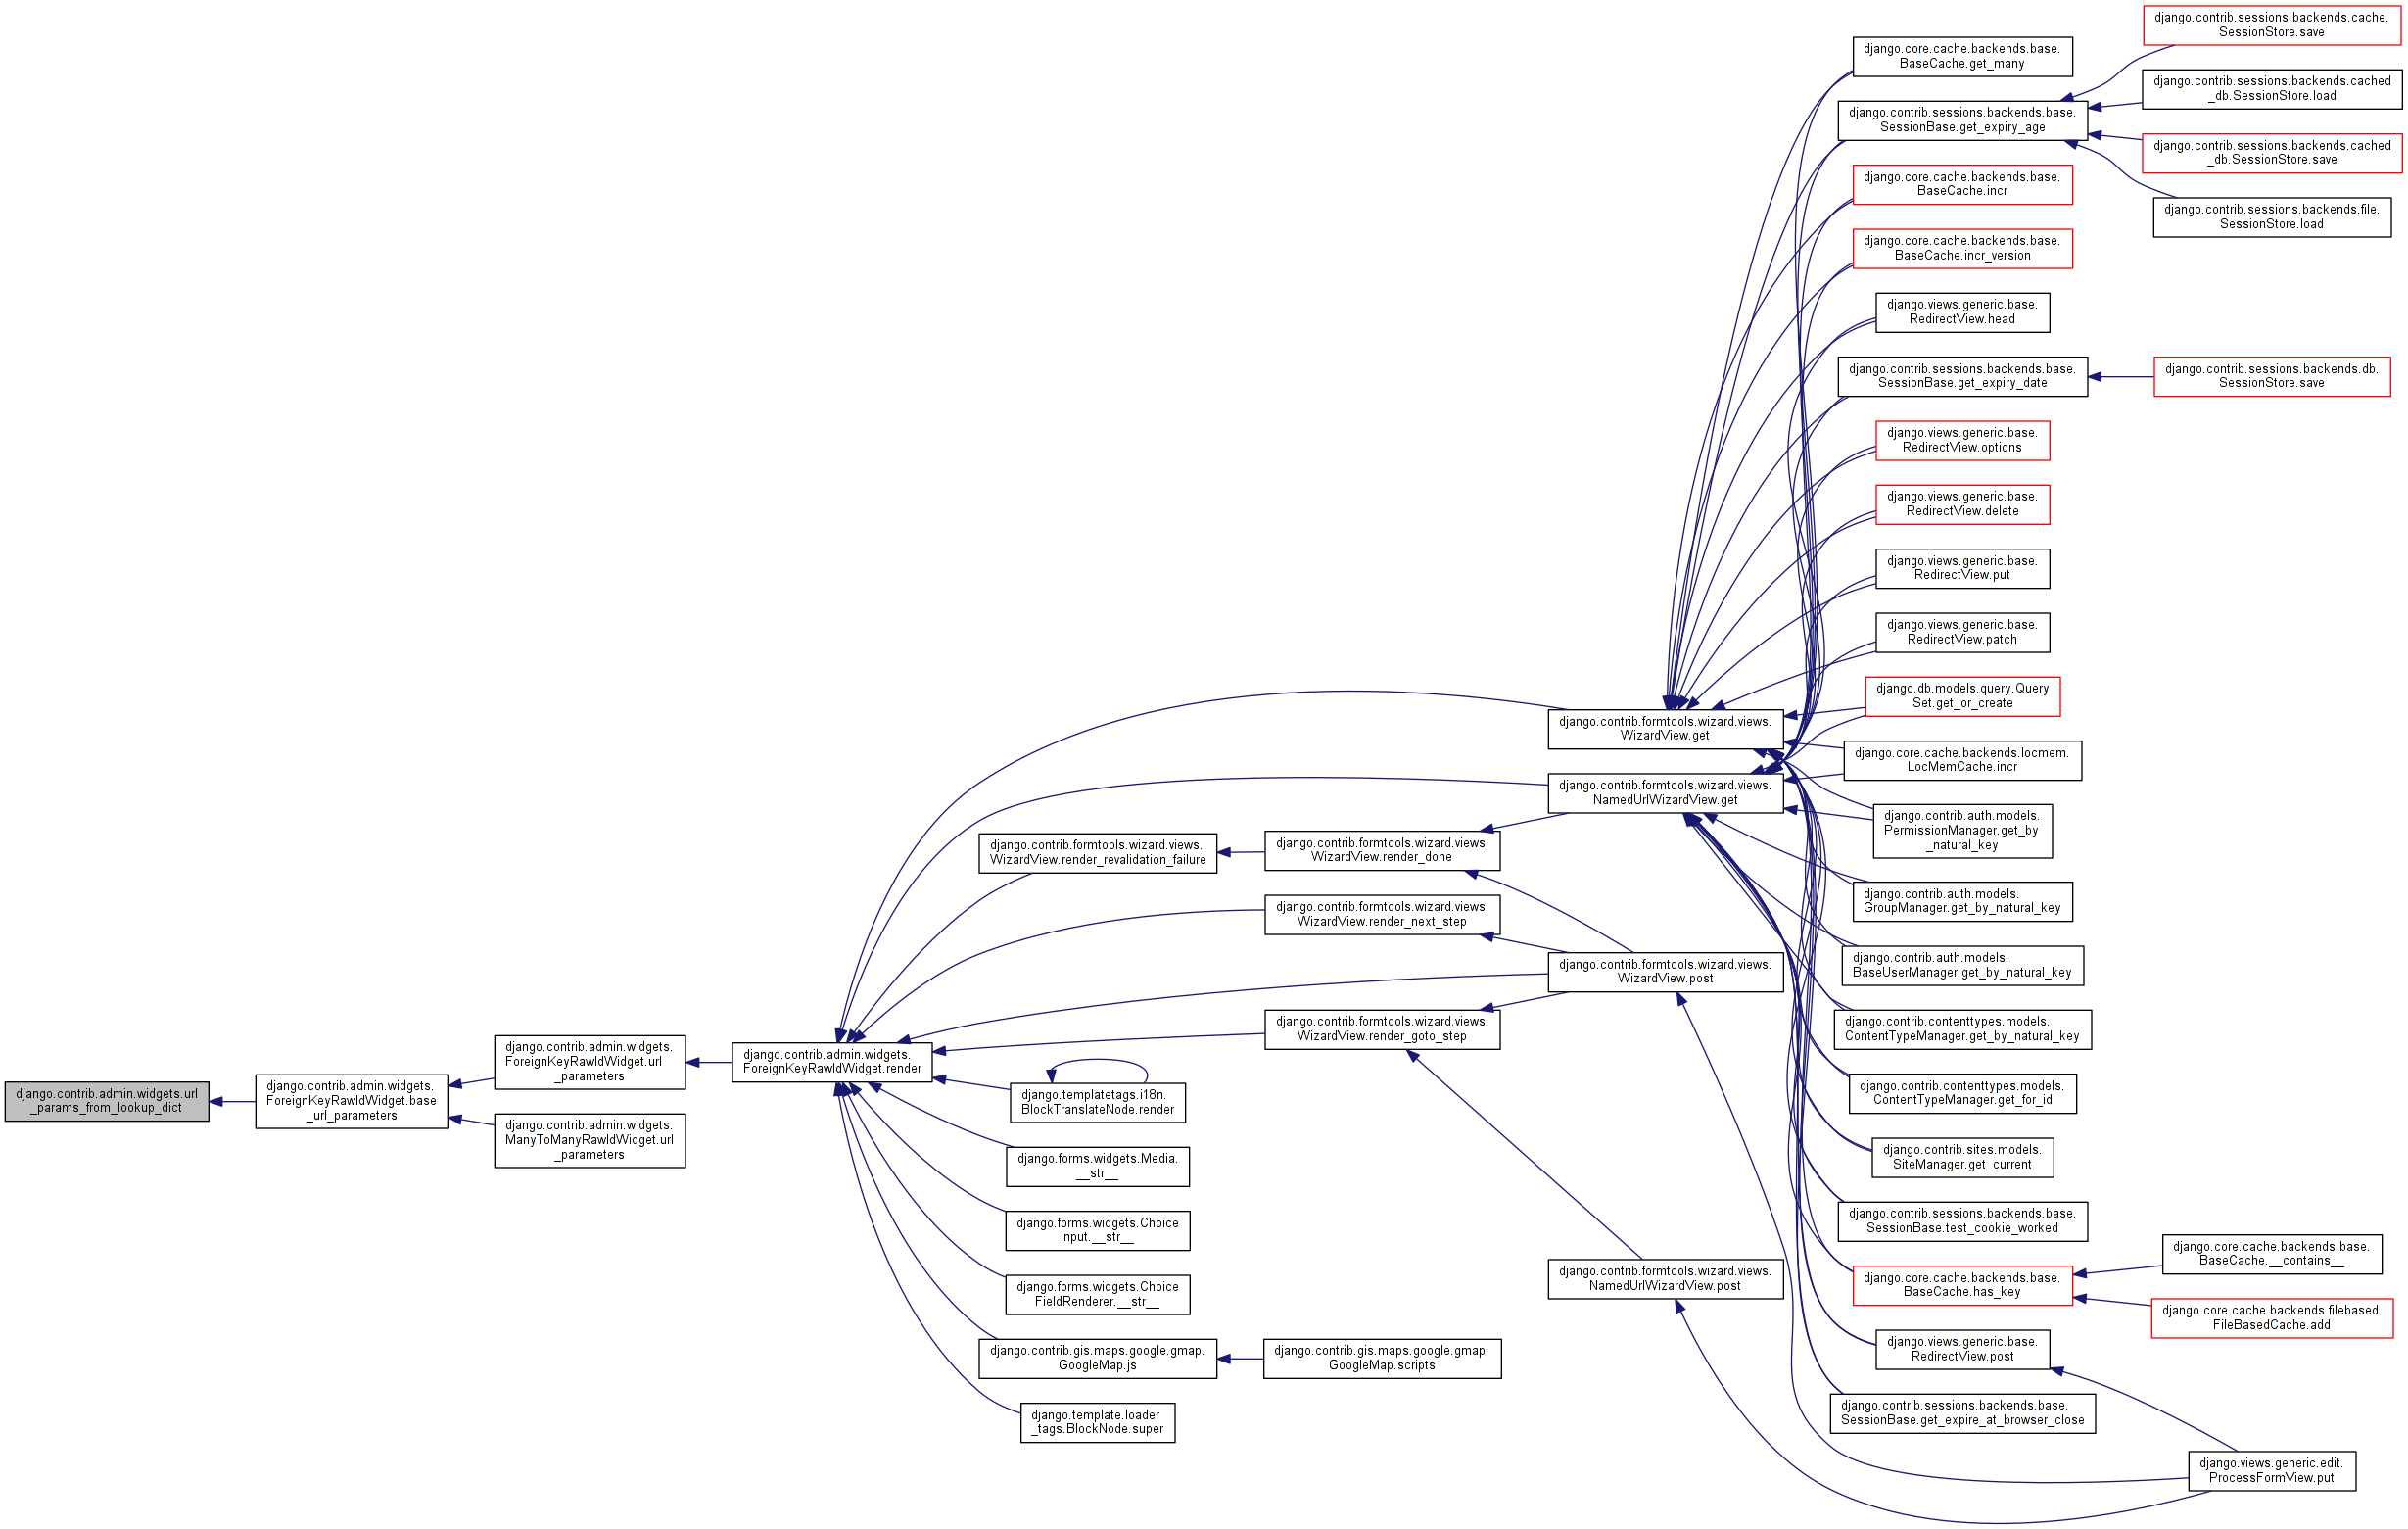 django.contrib.admin.widgets.url
_params_from_lookup_dict
django.contrib.admin.widgets.
ForeignKeyRawIdWidget.base
_url_parameters
django.contrib.admin.widgets.
ForeignKeyRawIdWidget.url
_parameters
django.contrib.admin.widgets.
ManyToManyRawIdWidget.url
_parameters
django.contrib.admin.widgets.
ForeignKeyRawIdWidget.render
django.contrib.formtools.wizard.views.
WizardView.render_revalidation_failure
django.templatetags.i18n.
BlockTranslateNode.render
django.forms.widgets.Media.
__str__
django.forms.widgets.Choice
Input.__str__
django.forms.widgets.Choice
FieldRenderer.__str__
django.contrib.gis.maps.google.gmap.
GoogleMap.js
django.template.loader
_tags.BlockNode.super
django.contrib.formtools.wizard.views.
WizardView.render_done
django.contrib.formtools.wizard.views.
WizardView.render_next_step
django.contrib.formtools.wizard.views.
WizardView.render_goto_step
django.contrib.gis.maps.google.gmap.
GoogleMap.scripts
django.contrib.formtools.wizard.views.
WizardView.get
django.contrib.formtools.wizard.views.
NamedUrlWizardView.get
django.contrib.formtools.wizard.views.
WizardView.post
django.contrib.formtools.wizard.views.
NamedUrlWizardView.post
django.core.cache.backends.base.
BaseCache.get_many
django.contrib.sessions.backends.base.
SessionBase.get_expiry_age
django.core.cache.backends.base.
BaseCache.incr
django.core.cache.backends.base.
BaseCache.incr_version
django.views.generic.base.
RedirectView.head
django.contrib.sessions.backends.base.
SessionBase.get_expiry_date
django.views.generic.base.
RedirectView.options
django.views.generic.base.
RedirectView.delete
django.views.generic.base.
RedirectView.put
django.views.generic.base.
RedirectView.patch
django.db.models.query.Query
Set.get_or_create
django.core.cache.backends.locmem.
LocMemCache.incr
django.contrib.auth.models.
PermissionManager.get_by
_natural_key
django.contrib.auth.models.
GroupManager.get_by_natural_key
django.contrib.auth.models.
BaseUserManager.get_by_natural_key
django.contrib.contenttypes.models.
ContentTypeManager.get_by_natural_key
django.contrib.contenttypes.models.
ContentTypeManager.get_for_id
django.contrib.sites.models.
SiteManager.get_current
django.contrib.sessions.backends.base.
SessionBase.test_cookie_worked
django.core.cache.backends.base.
BaseCache.has_key
django.views.generic.base.
RedirectView.post
django.contrib.sessions.backends.base.
SessionBase.get_expire_at_browser_close
django.contrib.sessions.backends.cache.
SessionStore.save
django.contrib.sessions.backends.cached
_db.SessionStore.load
django.contrib.sessions.backends.cached
_db.SessionStore.save
django.contrib.sessions.backends.file.
SessionStore.load
django.contrib.sessions.backends.db.
SessionStore.save
django.core.cache.backends.base.
BaseCache.__contains__
django.core.cache.backends.filebased.
FileBasedCache.add
django.views.generic.edit.
ProcessFormView.put